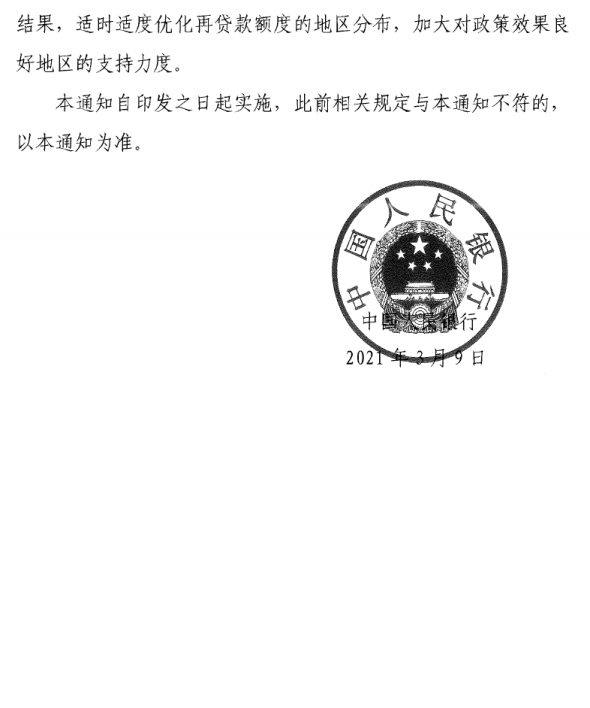 结果，适时适度优化再贷款额度的地区分布，加大对政策效果良
好地区的支持力度。
本通知自印发之日起实施，此前相关规定与本通知不符的，
以本通知为准。
中国人民银行
中国人民银行
2021 年 3 月 9 日